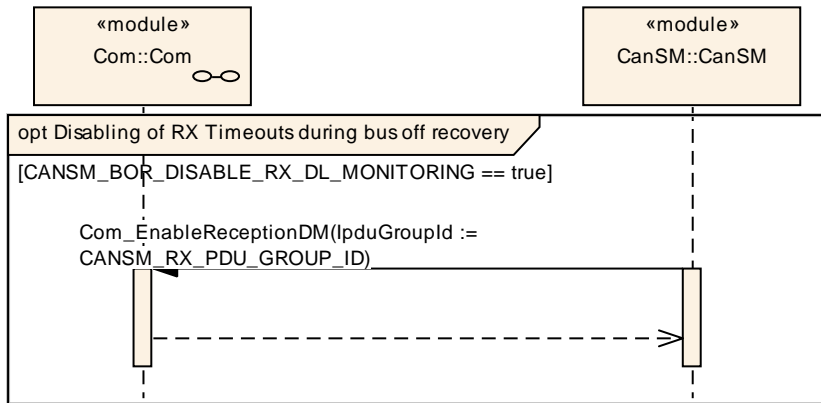 «module»
Com::Com
«module»
CanSM::CanSM
opt Disabling of RX Timeouts during bus off recovery
[CANSM_BOR_DISABLE_RX_DL_MONITORING == true]
Com_EnableReceptionDM(IpduGroupId :=
CANSM_RX_PDU_GROUP_ID)